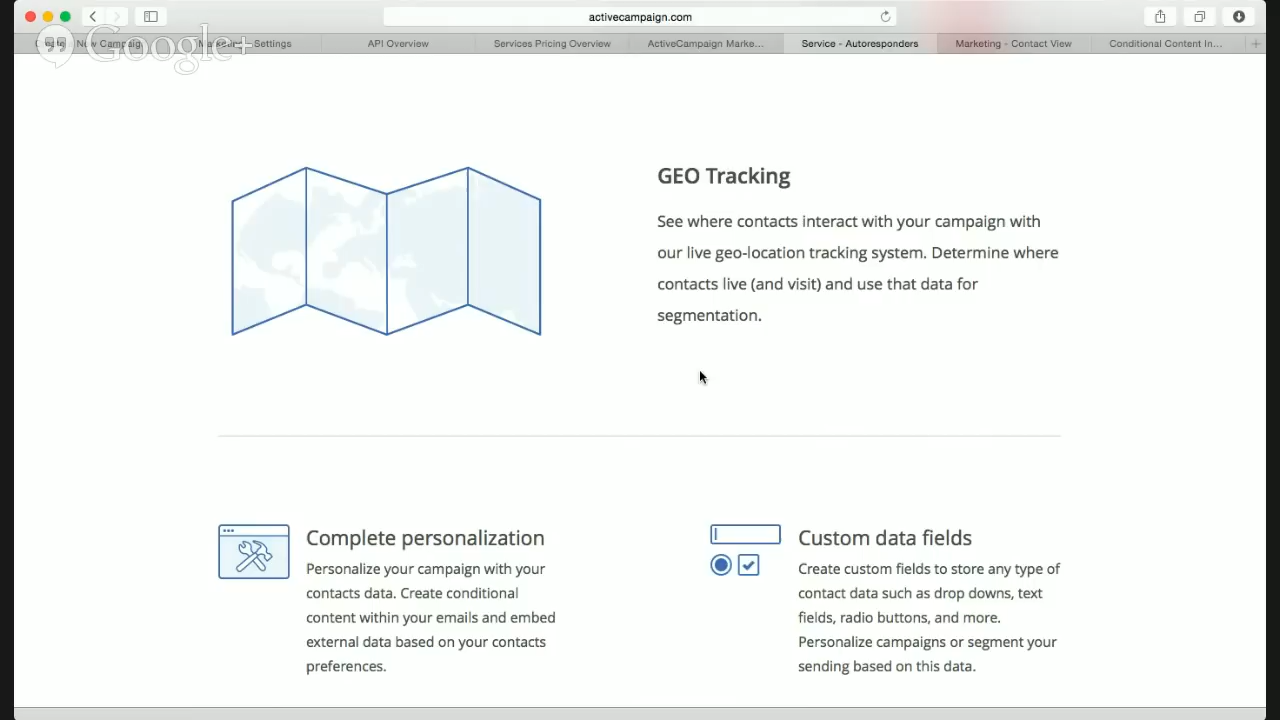 activecampaign.com
Google+
New Campaign
Settings
API Overview
Services Pricing Overview
ActiveCampaign Marke...
Service - Autoresponders
Marketing - Contact View
Conditional Content In...
GEO Tracking
See where contacts interact with your campaign with
our live geo-location tracking system. Determine where
contacts live (and visit) and use that data for
segmentation.
Complete personalization
Personalize your campaign with your
contacts data. Create conditional
content within your emails and embed
external data based on your contacts
preferences.
Custom data fields
Create custom fields to store any type of
contact data such as drop downs, text
fields, radio buttons, and more.
Personalize campaigns or segment your
sending based on this data.